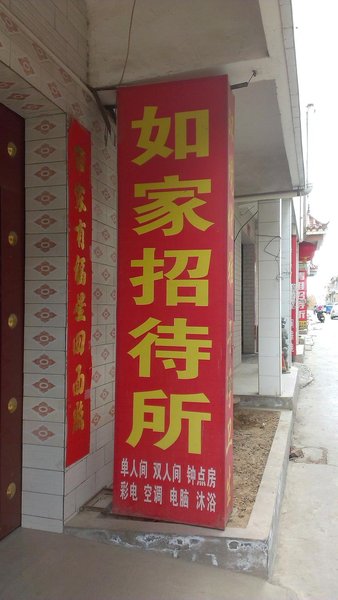 如家招待所
单人间 双人间 钟点房
彩电 空调 电脑 沐浴